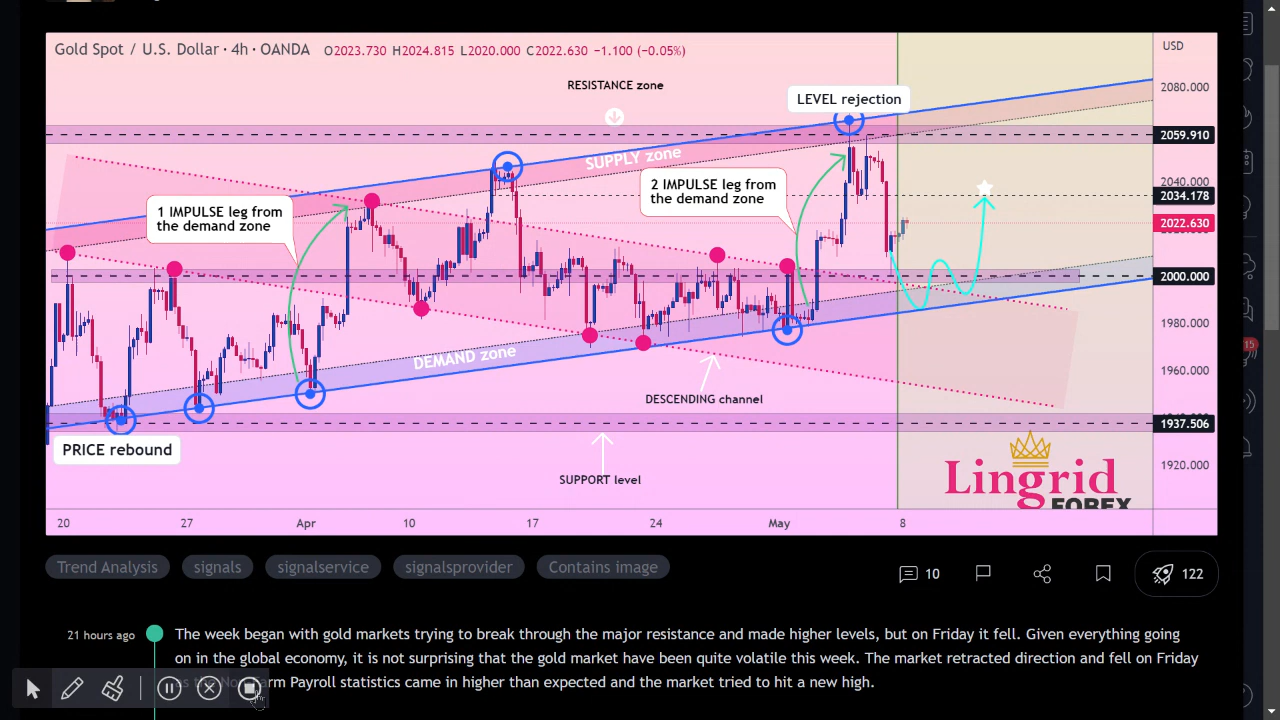 Gold Spot / U.S. Dollar · 4h · OANDA O2023.730 H2024.815 L2020.000 C2022.630 −1.100 (−0.05%)
USD
RESISTANCE zone
2080.000
LEVEL rejection
2059.910
SUPPLY zone
2040.000
2034.178
2022.630
1 IMPULSE leg from
the demand zone
2 IMPULSE leg from
the demand zone
2000.000
1980.000
DEMAND zone
1960.000
DESCENDING channel
1937.506
PRICE rebound
1920.000
SUPPORT level
Lingrid
FOREX
20 27 Apr 10 17 24 May 8
Trend Analysis signals signalservice signalsprovider Contains image
10 122
15
21 hours ago
The week began with gold markets trying to break through the major resistance and made higher levels, but on Friday it fell. Given everything going
on in the global economy, it is not surprising that the gold market have been quite volatile this week. The market retracted direction and fell on Friday
Payroll statistics came in higher than expected and the market tried to hit a new high.